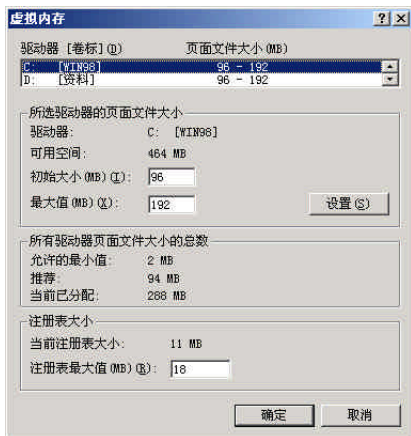 虚拟内存
驱动器 [卷标](D) 页面文件大小(MB)
C: [WIN98] 96 - 192
D: [资料] 96 - 192
所选驱动器的页面文件大小
驱动器: C: [WIN98]
可用空间: 464 MB
初始大小(MB)(I): 96
最大值(MB)(X): 192
设置(S)
所有驱动器页面文件大小的总数
允许的最小值: 2 MB
推荐: 94 MB
当前已分配: 288 MB
注册表大小
当前注册表大小: 11 MB
注册表最大值(MB)(R): 18
确定 取消